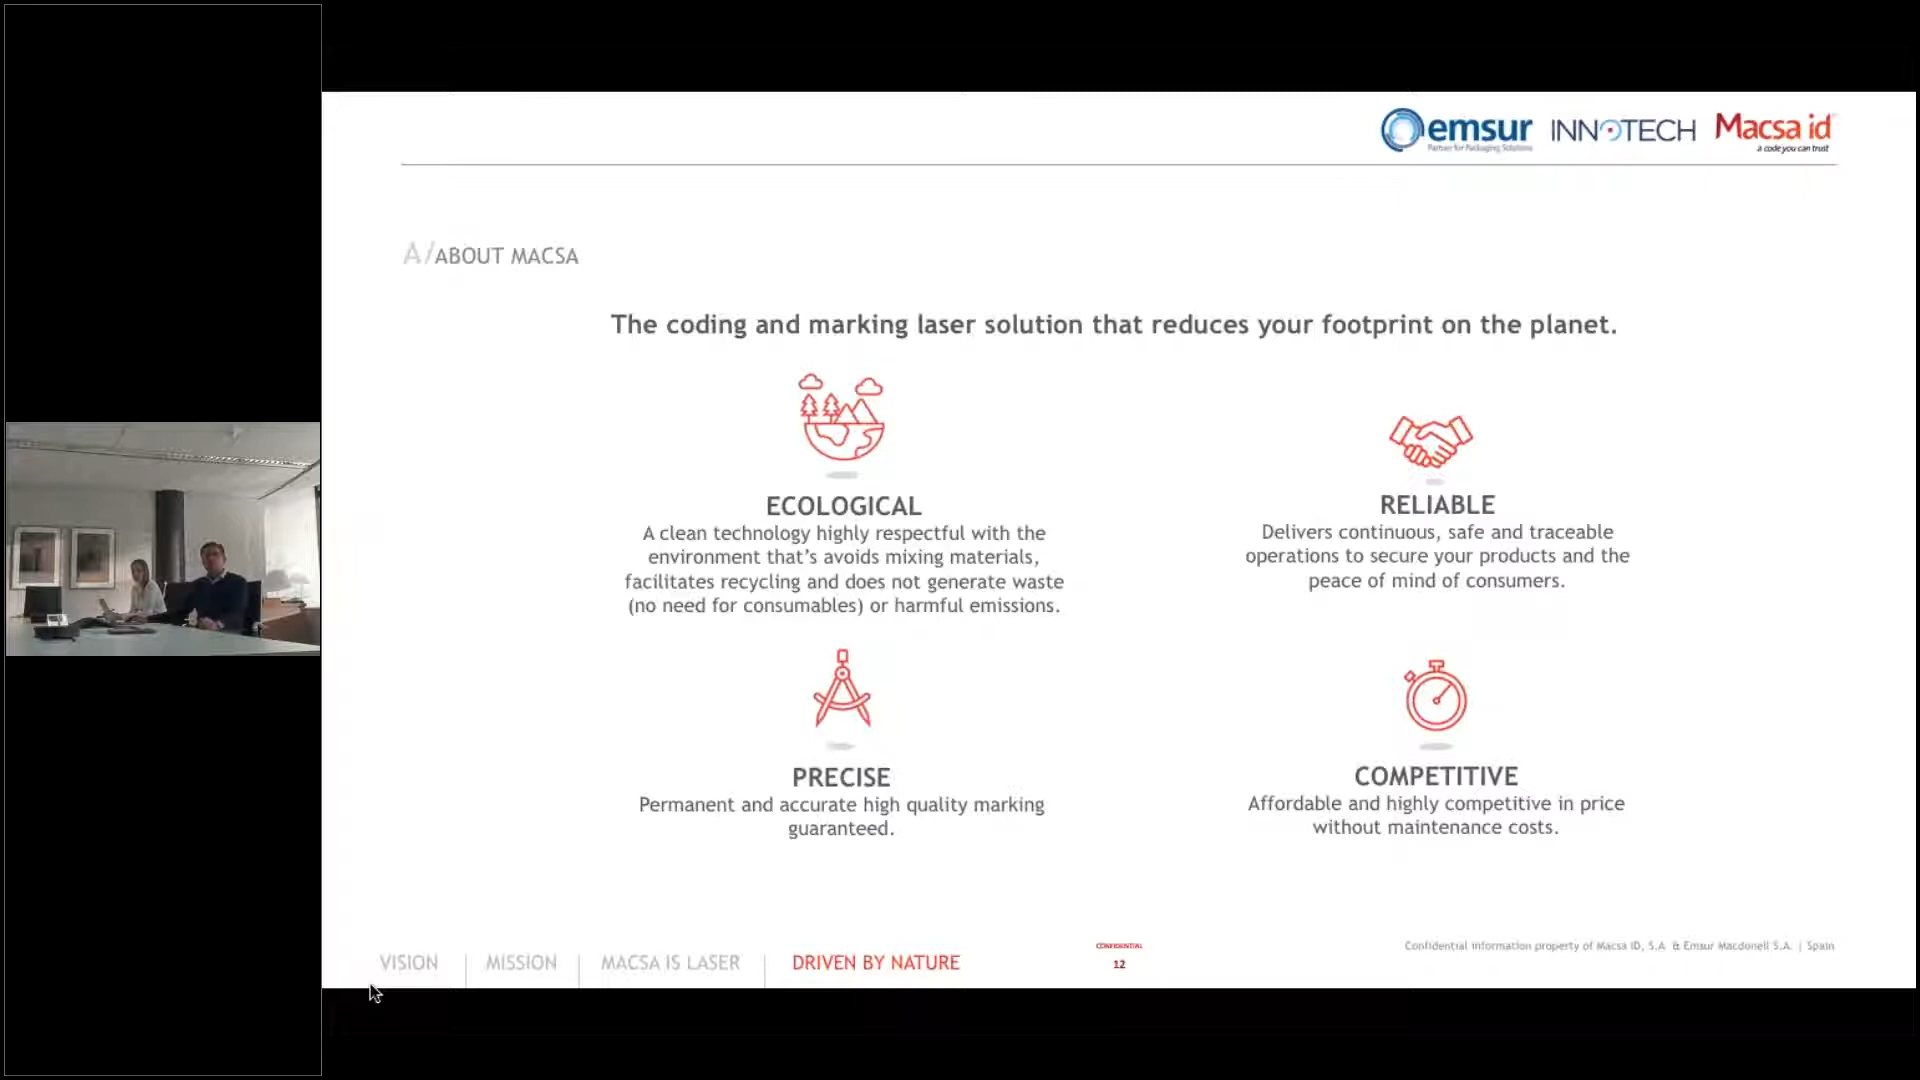 emsur
Partner for Packaging Solutions
INNOTECH
Macsa id
a code you can trust
A/ABOUT MACSA
The coding and marking laser solution that reduces your footprint on the planet.
ECOLOGICAL
A clean technology highly respectful with the
environment that’s avoids mixing materials,
facilitates recycling and does not generate waste
(no need for consumables) or harmful emissions.
RELIABLE
Delivers continuous, safe and traceable
operations to secure your products and the
peace of mind of consumers.
PRECISE
Permanent and accurate high quality marking
guaranteed.
COMPETITIVE
Affordable and highly competitive in price
without maintenance costs.
VISION
MISSION
MACSA IS LASER
DRIVEN BY NATURE
CONFIDENTIAL
12
Confidential information property of Macsa ID, S.A. & Emsur Macdonell S.A. | Spain